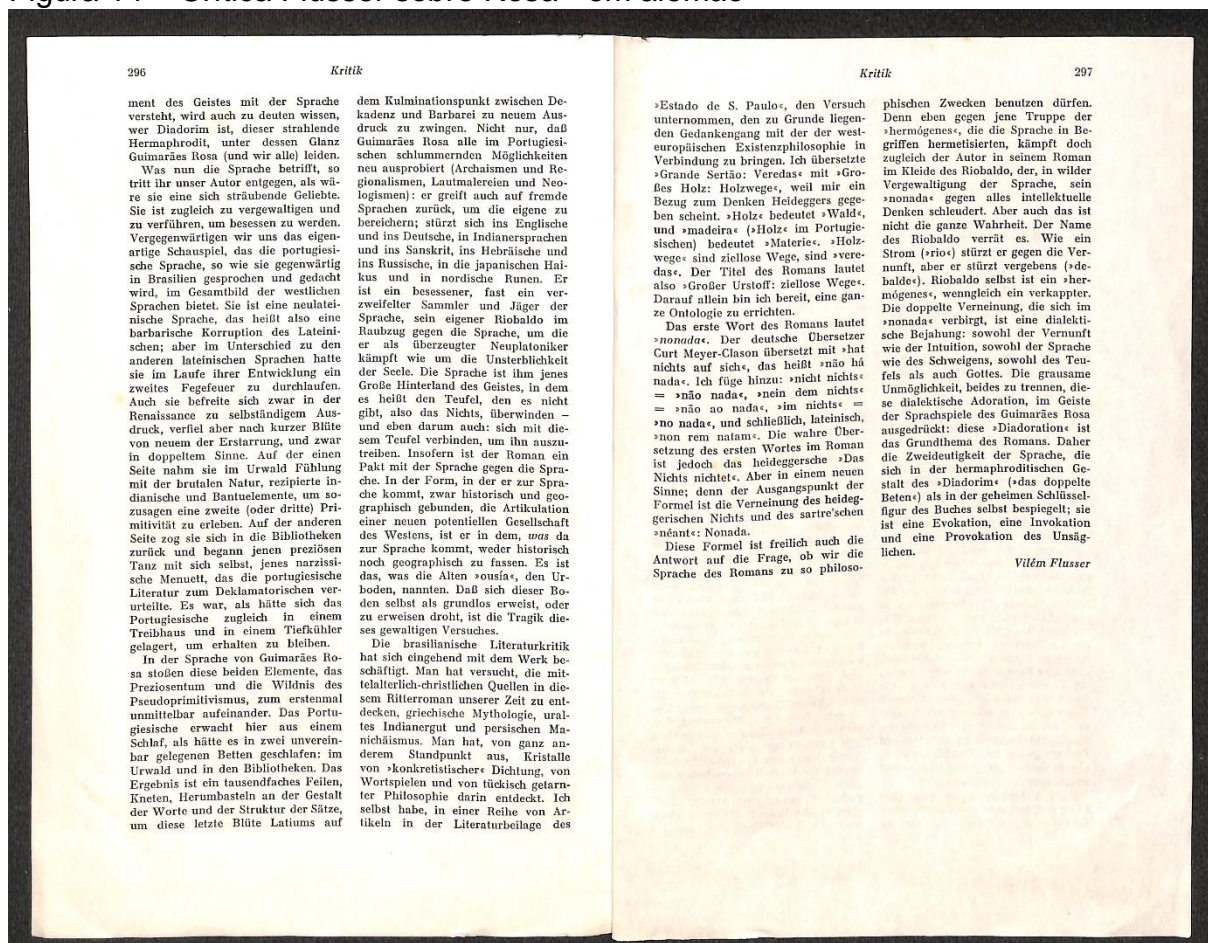 296
Kritik
ment des Geistes mit der Sprache
versteht, wird auch zu deuten wissen,
wer Diadorim ist, dieser strahlende
Hermaphrodit, unter dessen Glanz
Guimarães Rosa (und wir alle) leiden.
Was nun die Sprache betrifft, so
tritt ihr unser Autor entgegen, als wä-
re sie eine sich sträubende Geliebte.
Sie ist zugleich zu vergewaltigen und
zu verführen, um besessen zu werden.
Vergegenwärtigen wir uns das eigen-
artige Schauspiel, das die portugiesi-
sche Sprache, so wie sie gegenwärtig
in Brasilien gesprochen und gedacht
wird, im Gesamtbild der westlichen
Sprachen bietet. Sie ist eine neulatei-
nische Sprache, das heißt also eine
barbarische Korruption des Lateini-
schen; aber im Unterschied zu den
anderen lateinischen Sprachen hatte
sie im Laufe ihrer Entwicklung ein
zweites Fegefeuer zu durchlaufen.
Auch sie befreite sich zwar in der
Renaissance zu selbständigem Aus-
druck, verfiel aber nach kurzer Blüte
von neuem der Erstarrung, und zwar
in doppeltem Sinne. Auf der einen
Seite nahm sie im Urwald Fühlung
mit der brutalen Natur, rezipierte in-
dianische und Bantuelemente, um so-
zusagen eine zweite (oder dritte) Pri-
mitivität zu erleben. Auf der anderen
Seite zog sie sich in die Bibliotheken
zurück und begann jenen preziösen
Tanz mit sich selbst, jenes narzissi-
sche Menuett, das die portugiesische
Literatur zum Deklamatorischen ver-
urteilte. Es war, als hätte sich das
Portugiesische zugleich in einem
Treibhaus und in einem Tiefkühler
gelagert, um erhalten zu bleiben.
In der Sprache von Guimarães Ro-
sa stoßen diese beiden Elemente, das
Preziosentum und die Wildnis des
Pseudoprimitivismus, zum erstenmal
unmittelbar aufeinander. Das Portu-
giesische erwacht hier aus einem
Schlaf, als hätte es in zwei unverein-
bar gelegenen Betten geschlafen: im
Urwald und in den Bibliotheken. Das
Ergebnis ist ein tausendfaches Feilen,
Kneten, Herumbasteln an der Gestalt
der Worte und der Struktur der Sätze,
um diese letzte Blüte Latiums auf
dem Kulminationspunkt zwischen De-
kadenz und Barbarei zu neuem Aus-
druck zu zwingen. Nicht nur, daß
Guimarães Rosa alle im Portugiesi-
schen schlummernden Möglichkeiten
neu ausprobiert (Archaismen und Re-
gionalismen, Lautmalereien und Neo-
logismen): er greift auch auf fremde
Sprachen zurück, um die eigene zu
bereichern; stürzt sich ins Englische
und ins Deutsche, in Indianersprachen
und ins Sanskrit, ins Hebräische und
ins Russische, in die japanischen Hai-
kus und in nordische Runen. Er
ist ein besessener, fast ein ver-
zweifelter Sammler und Jäger der
Sprache, sein eigener Riobaldo im
Raubzug gegen die Sprache, um die
er als überzeugter Neuplatoniker
kämpft wie um die Unsterblichkeit
der Seele. Die Sprache ist ihm jenes
Große Hinterland des Geistes, in dem
es heißt den Teufel, den es nicht
gibt, also das Nichts, überwinden –
und eben darum auch: sich mit die-
sem Teufel verbinden, um ihn auszu-
treiben. Insofern ist der Roman ein
Pakt mit der Sprache gegen die Spra-
che. In der Form, in der er zur Spra-
che kommt, zwar historisch und geo-
graphisch gebunden, die Artikulation
einer neuen potentiellen Gesellschaft
des Westens, ist er in dem, was da
zur Sprache kommt, weder historisch
noch geographisch zu fassen. Es ist
das, was die Alten »ousía«, den Ur-
boden, nannten. Daß sich dieser Bo-
den selbst als grundlos erweist, oder
zu erweisen droht, ist die Tragik die-
ses gewaltigen Versuches.
Die brasilianische Literaturkritik
hat sich eingehend mit dem Werk be-
schäftigt. Man hat versucht, die mit-
telalterlich-christlichen Quellen in die-
sem Ritterroman unserer Zeit zu ent-
decken, griechische Mythologie, ural-
tes Indianergut und persischen Ma-
nichäismus. Man hat, von ganz an-
derem Standpunkt aus, Kristalle
von »konkretistischer« Dichtung, von
Wortspielen und von tückisch getarn-
ter Philosophie darin entdeckt. Ich
selbst habe, in einer Reihe von Ar-
tikeln in der Literaturbeilage des
Kritik
297
»Estado de S. Paulo«, den Versuch
unternommen, den zu Grunde liegen-
den Gedankengang mit der der west-
europäischen Existenzphilosophie in
Verbindung zu bringen. Ich übersetzte
»Grande Sertão: Veredas« mit »Gro-
ßes Holz: Holzwege«, weil mir ein
Bezug zum Denken Heideggers gege-
ben scheint. »Holz« bedeutet »Wald«,
und »madeira« (»Holz« im Portugie-
sischen) bedeutet »Materie«. »Holz-
wege« sind ziellose Wege, sind »vere-
das«. Der Titel des Romans lautet
also »Großer Urstoff: ziellose Wege«.
Darauf allein bin ich bereit, eine gan-
ze Ontologie zu errichten.
Das erste Wort des Romans lautet
»nonada«. Der deutsche Übersetzer
Curt Meyer-Clason übersetzt mit »hat
nichts auf sich«, das heißt »não há
nada«. Ich füge hinzu: »nicht nichts«
= »não nada«, »nein dem nichts«
= »não ao nada«, »im nichts« =
»no nada«, und schließlich, lateinisch,
»non rem natam«. Die wahre Über-
setzung des ersten Wortes im Roman
ist jedoch das heideggersche »Das
Nichts nichtet«. Aber in einem neuen
Sinne; denn der Ausgangspunkt der
Formel ist die Verneinung des heideg-
gerischen Nichts und des sartre'schen
»néant«: Nonada.
Diese Formel ist freilich auch die
Antwort auf die Frage, ob wir die
Sprache des Romans zu so philoso-
phischen Zwecken benutzen dürfen.
Denn eben gegen jene Truppe der
»hermógenes«, die die Sprache in Be-
griffen hermetisierten, kämpft doch
zugleich der Autor in seinem Roman
im Kleide des Riobaldo, der, in wilder
Vergewaltigung der Sprache, sein
»nonada« gegen alles intellektuelle
Denken schleudert. Aber auch das ist
nicht die ganze Wahrheit. Der Name
des Riobaldo verrät es. Wie ein
Strom (»rio«) stürzt er gegen die Ver-
nunft, aber er stürzt vergebens (»de-
balde«). Riobaldo selbst ist ein »her-
mógenes«, wenngleich ein verkappter.
Die doppelte Verneinung, die sich im
»nonada« verbirgt, ist eine dialekti-
sche Bejahung: sowohl der Vernunft
wie der Intuition, sowohl der Sprache
wie des Schweigens, sowohl des Teu-
fels als auch Gottes. Die grausame
Unmöglichkeit, beides zu trennen, die-
se dialektische Adoration, im Geiste
der Sprachspiele des Guimarães Rosa
ausgedrückt: diese »Diadoration« ist
das Grundthema des Romans. Daher
die Zweideutigkeit der Sprache, die
sich in der hermaphroditischen Ge-
stalt des »Diadorim« (»das doppelte
Beten«) als in der geheimen Schlüssel-
figur des Buches selbst bespiegelt; sie
ist eine Evokation, eine Invokation
und eine Provokation des Unsäg-
lichen.
Vilém Flusser